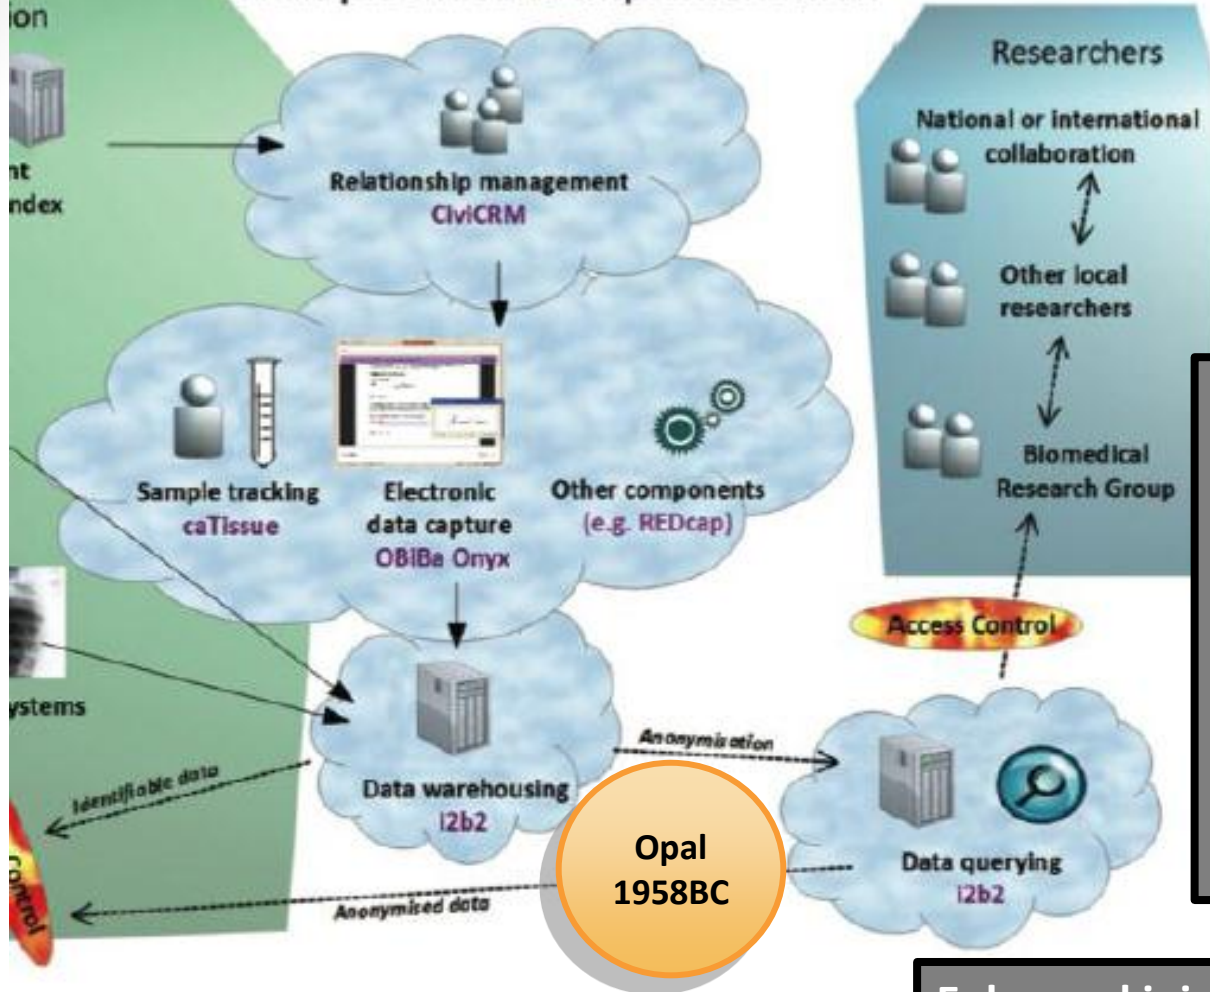 ion
nt
ndex
Relationship management
CiviCRM
Sample tracking
caTissue
Electronic
data capture
OBiBa Onyx
Other components
(e.g. REDcap)
ystems
Data warehousing
i2b2
Identifiable data
Anonymisation
Anonymised data
Control
Opal
1958BC
Data querying
i2b2
Access Control
Researchers
National or international
collaboration
Other local
researchers
Biomedical
Research Group